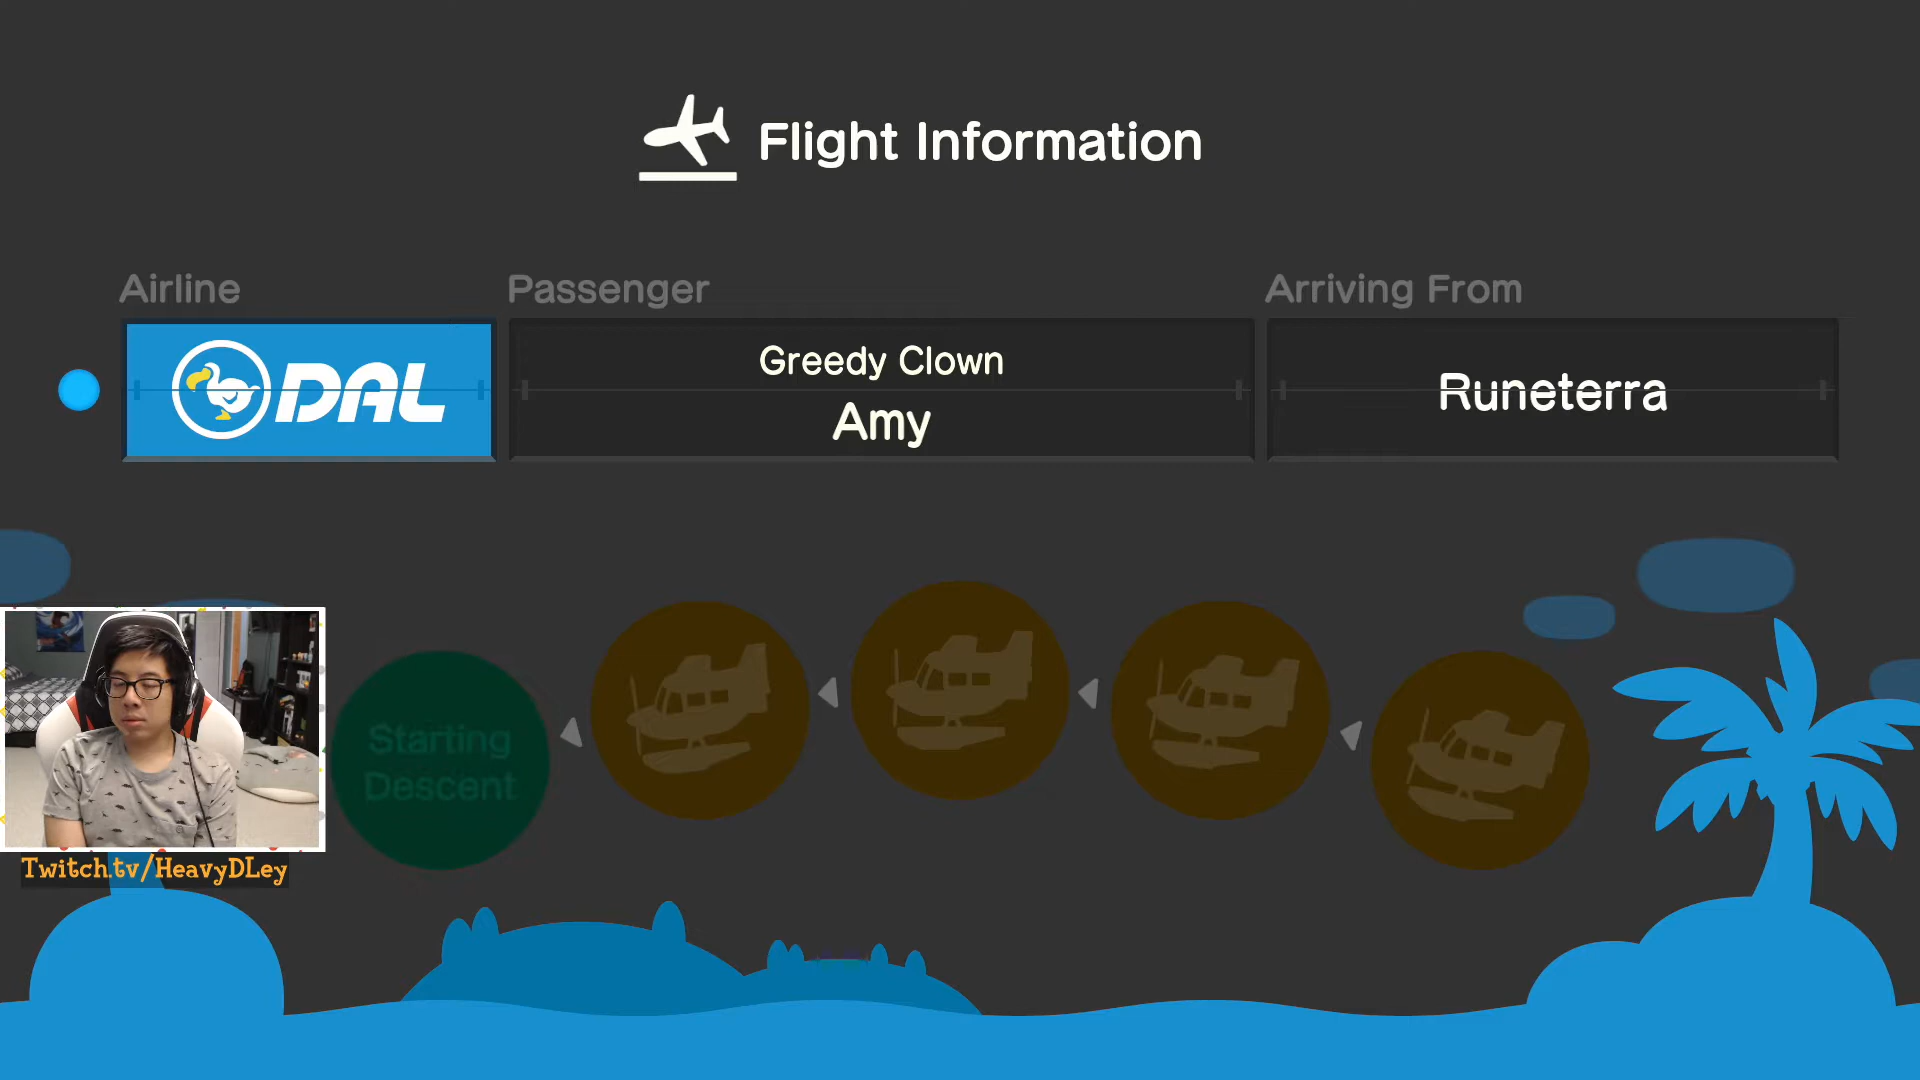 Flight Information
Airline
Passenger
Arriving From
DAL
Greedy Clown
Amy
Runeterra
Starting
Descent
Twitch.tv/HeavyDLey